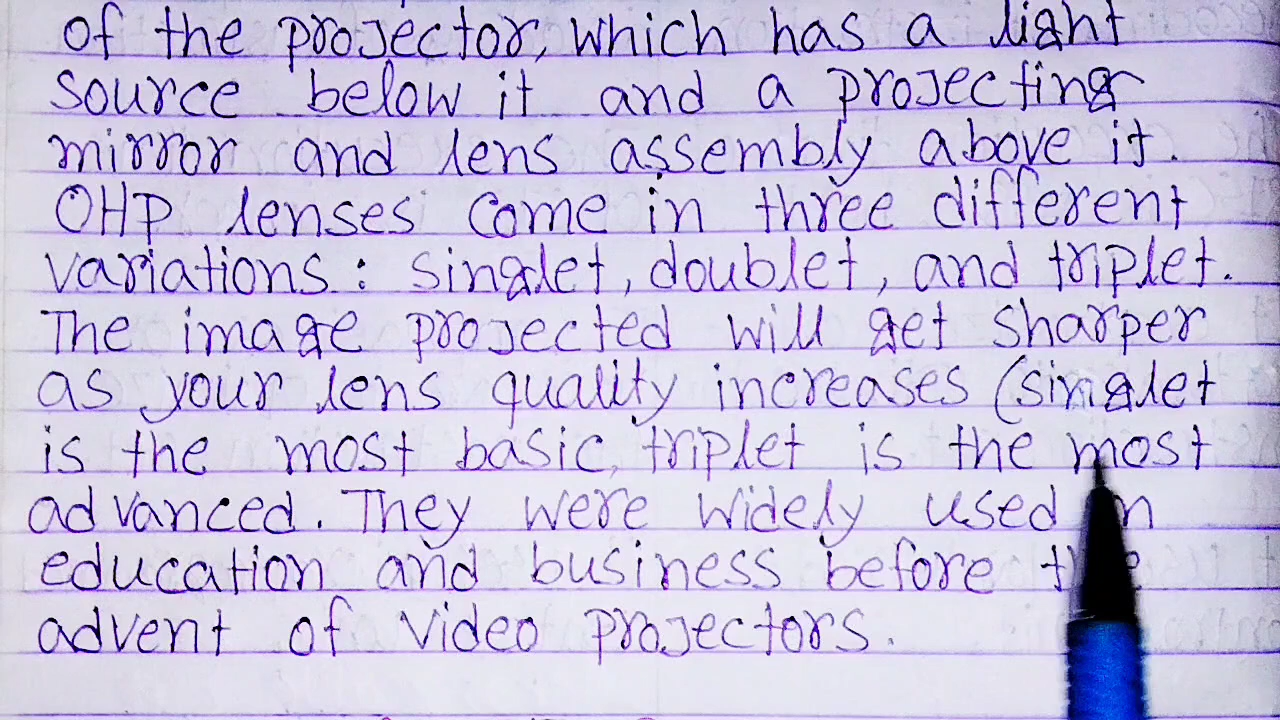 of the projector, which has a light
source below it and a projecting
mirror and lens assembly above it.
OHP lenses come in three different
variations: singlet, doublet, and triplet.
The image projected will get sharper
as your lens quality increases (singlet
is the most basic, triplet is the most
advanced. They were widely used in
education and business before the
advent of video projectors.